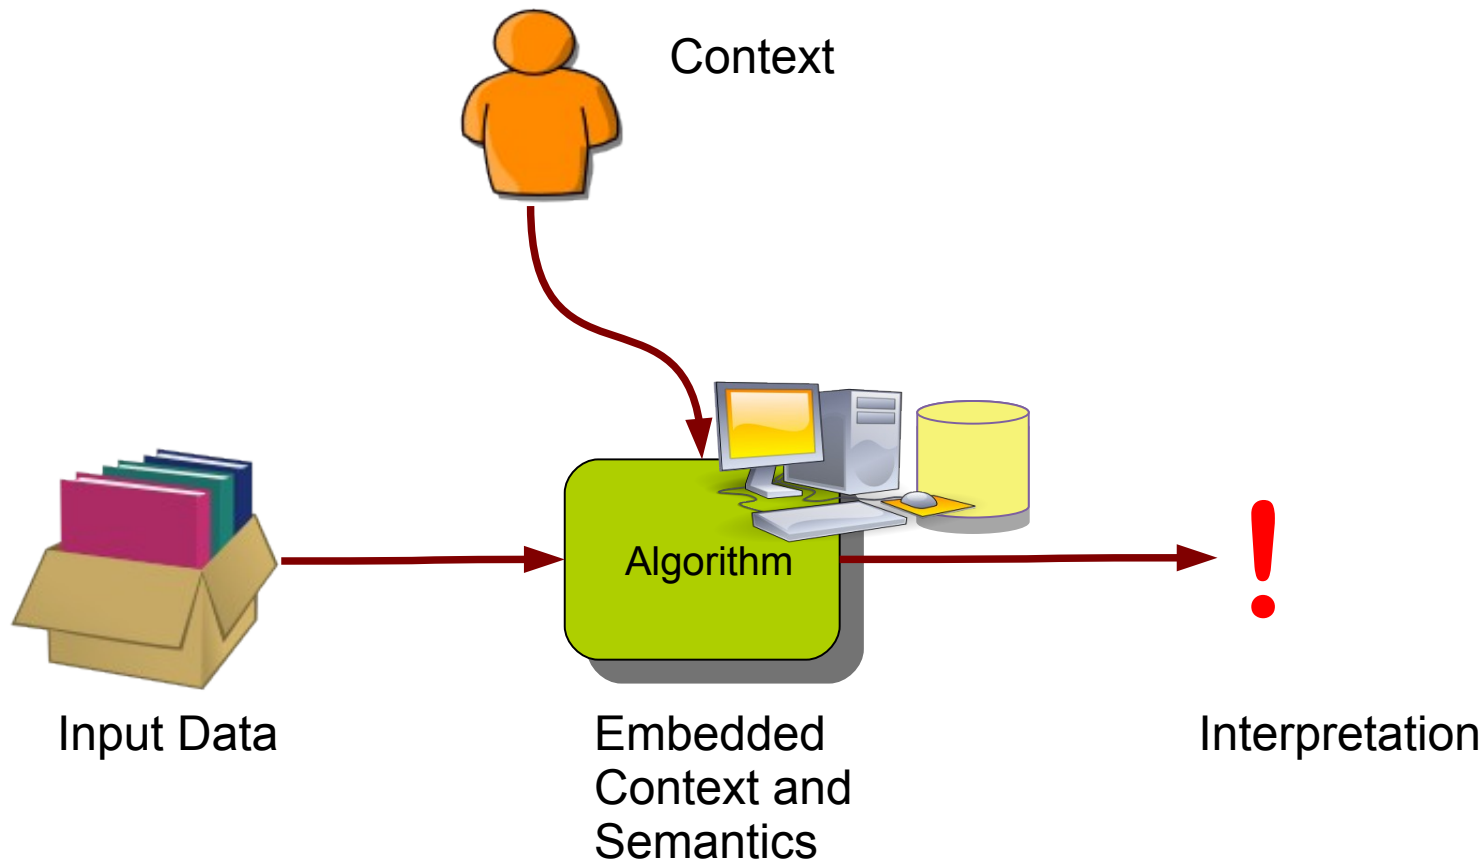 Context
Algorithm
Input Data
Embedded
Context and
Semantics
Interpretation